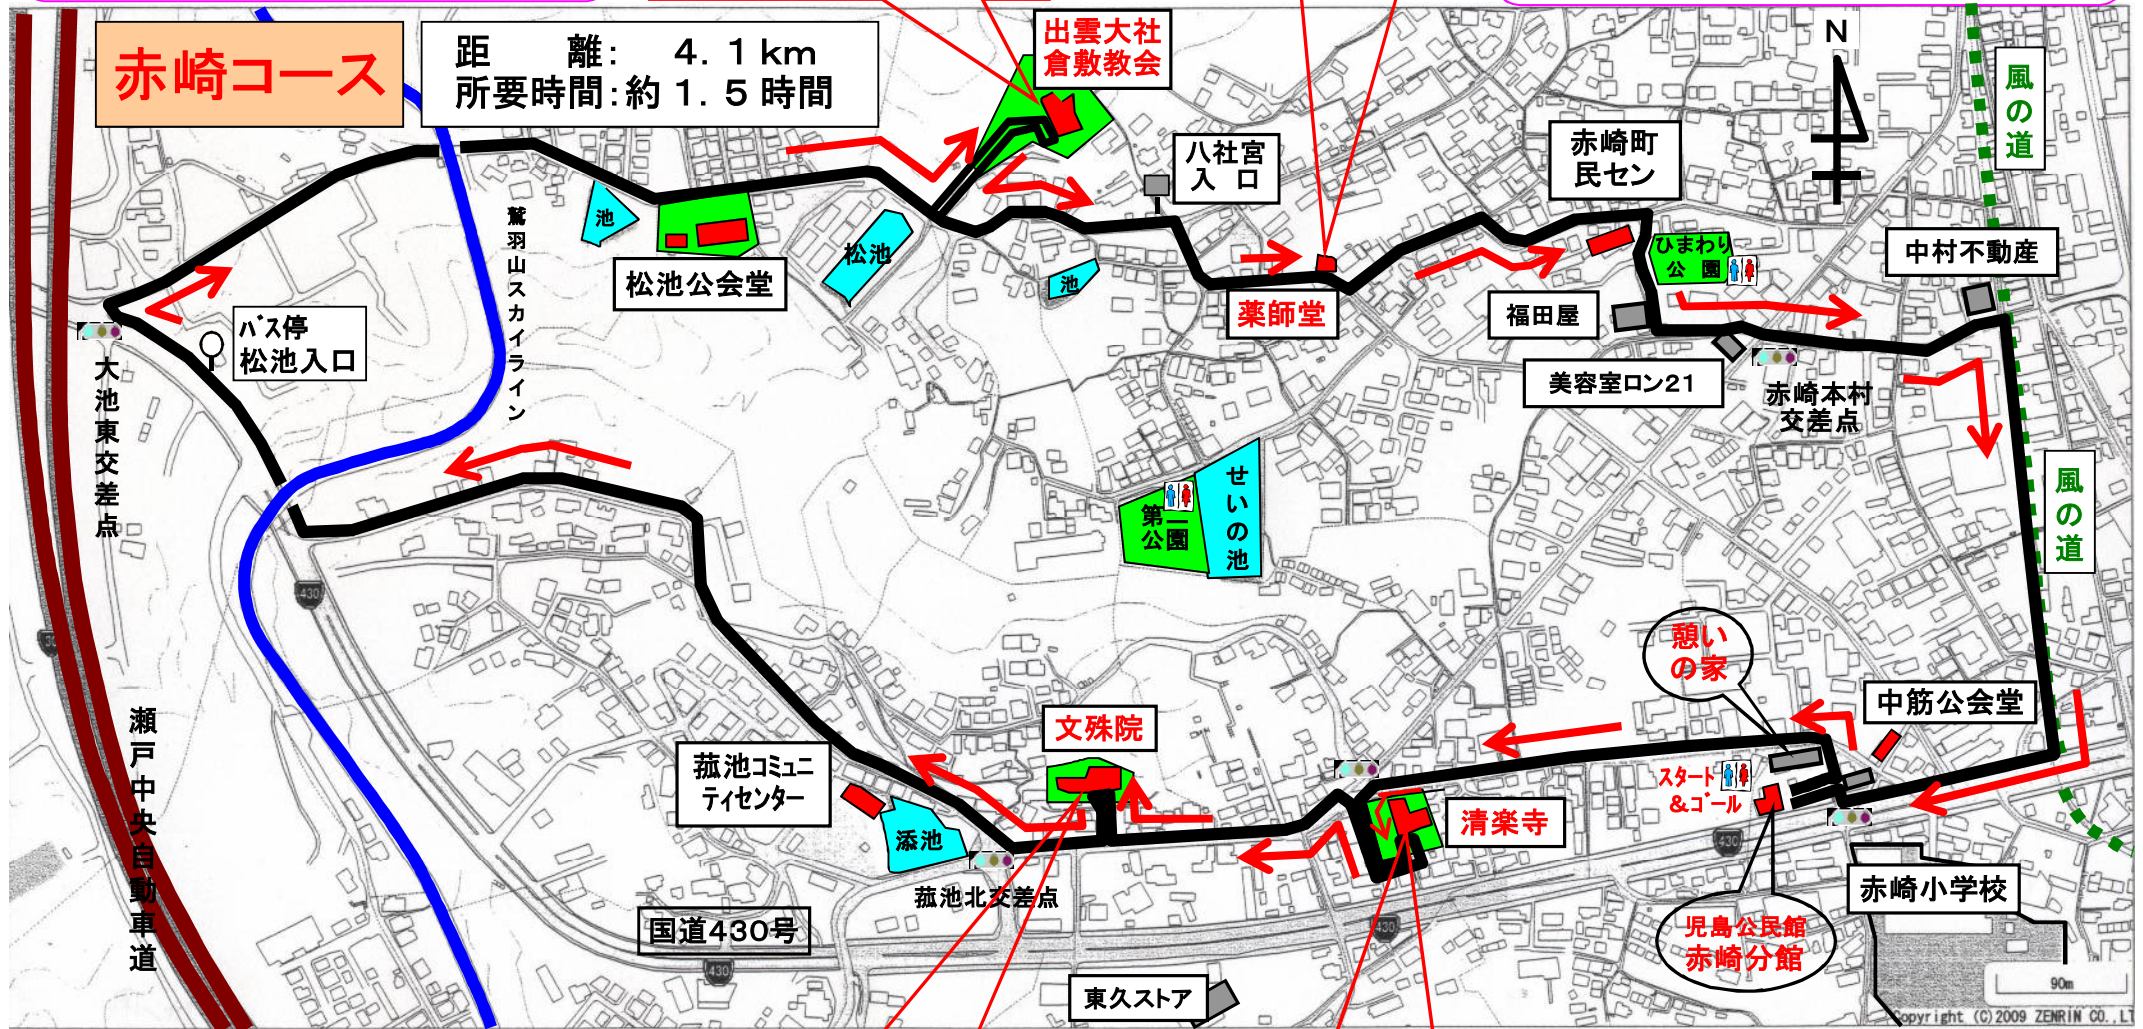 赤崎コース
距　　離：　４．１ｋｍ
所要時間：約１．５時間
出雲大社
倉敷教会
N
風の道
八社宮
入　口
赤崎町
民セン
池
鷲羽山スカイライン
松池
松池公会堂
池
ひまわり
公　園
中村不動産
薬師堂
福田屋
バス停
松池入口
大池東交差点
美容室ロン２１
赤崎本村
交差点
せいの池
第二
公園
風の道
430
憩い
の家
中筋公会堂
瀬戸中央自動車道
文殊院
菰池コミュニ
ティセンター
スタート
＆ゴール
清楽寺
添池
430
菰池北交差点
赤崎小学校
国道４３０号
430
児島公民館
赤崎分館
430
東久ストア
90m
Copyright (C)2009 ZENRIN CO.,LT